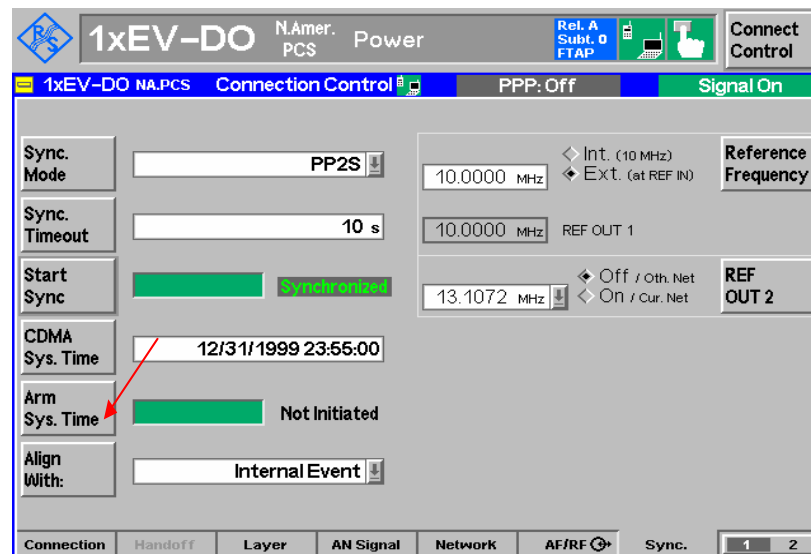 R S
1xEV-DO N.Amer. PCS Power
Rel. A
Subt. 0
FTAP
Connect Control
1xEV-DO NA.PCS Connection Control PPP: Off Signal On
Sync. Mode
PP2S
10.0000 MHz
Int. (10 MHz)
Ext. (at REF IN)
Reference Frequency
Sync. Timeout
10 s
10.0000 MHz REF OUT 1
Start Sync
Synchronized
13.1072 MHz
Off / Oth. Net
On / Cur. Net
REF OUT 2
CDMA Sys. Time
12/31/1999 23:55:00
Arm Sys. Time
Not Initiated
Align With:
Internal Event
Connection Handoff Layer AN Signal Network AF/RF Sync. 1 2